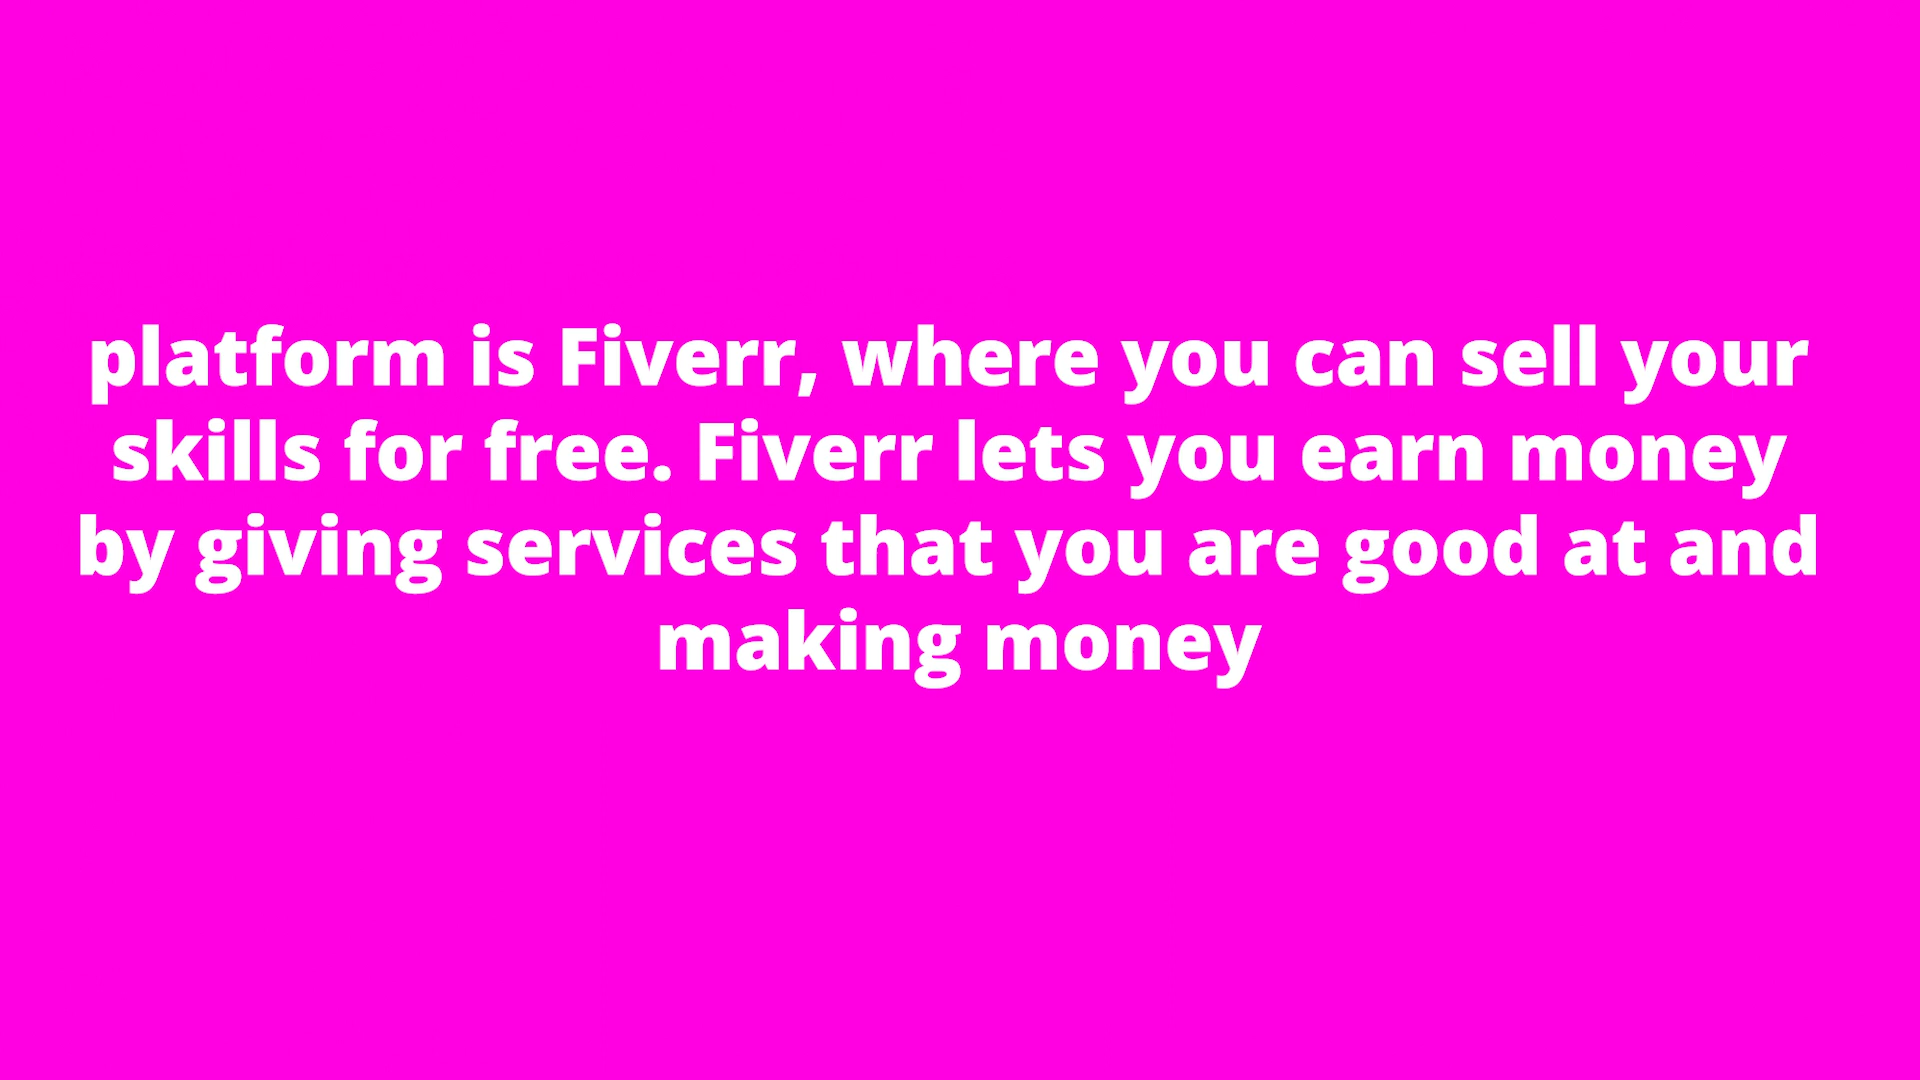 platform is Fiverr, where you can sell your
skills for free. Fiverr lets you earn money
by giving services that you are good at and
making money